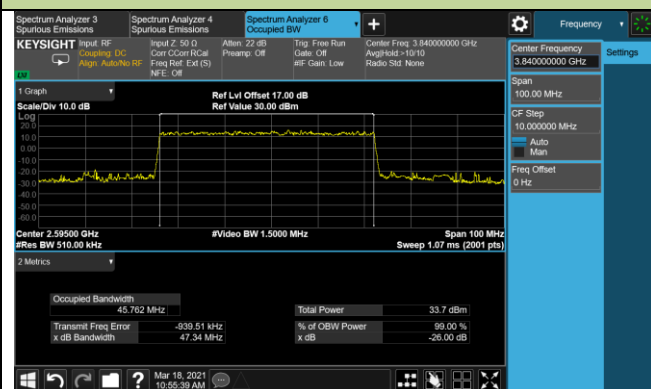 Spectrum Analyzer 3
Spurious Emissions
Spectrum Analyzer 4
Spurious Emissions
Spectrum Analyzer 6
Occupied BW
Frequency
KEYSIGHT
LXI
Input: RF
Coupling: DC
Align: Auto/No RF
Input Z: 50 Ω
Corr CCorr RCal
Freq Ref: Ext (S)
NFE: Off
Atten: 22 dB
Preamp: Off
Trig: Free Run
Gate: Off
#IF Gain: Low
Center Freq: 3.840000000 GHz
Avg|Hold:>10/10
Radio Std: None
Center Frequency
3.840000000 GHz
Settings
Span
100.00 MHz
CF Step
10.000000 MHz
Auto
Man
Freq Offset
0 Hz
1 Graph
Scale/Div 10.0 dB
Ref Lvl Offset 17.00 dB
Ref Value 30.00 dBm
Log
20.0
10.0
0.00
-10.0
-20.0
-30.0
-40.0
-50.0
-60.0
Center 2.59500 GHz
#Res BW 510.00 kHz
#Video BW 1.5000 MHz
Span 100 MHz
Sweep 1.07 ms (2001 pts)
2 Metrics
Occupied Bandwidth
45.762 MHz
Total Power 33.7 dBm
Transmit Freq Error -939.51 kHz
% of OBW Power 99.00 %
x dB Bandwidth 47.34 MHz
x dB -26.00 dB
?
Mar 18, 2021
10:55:39 AM